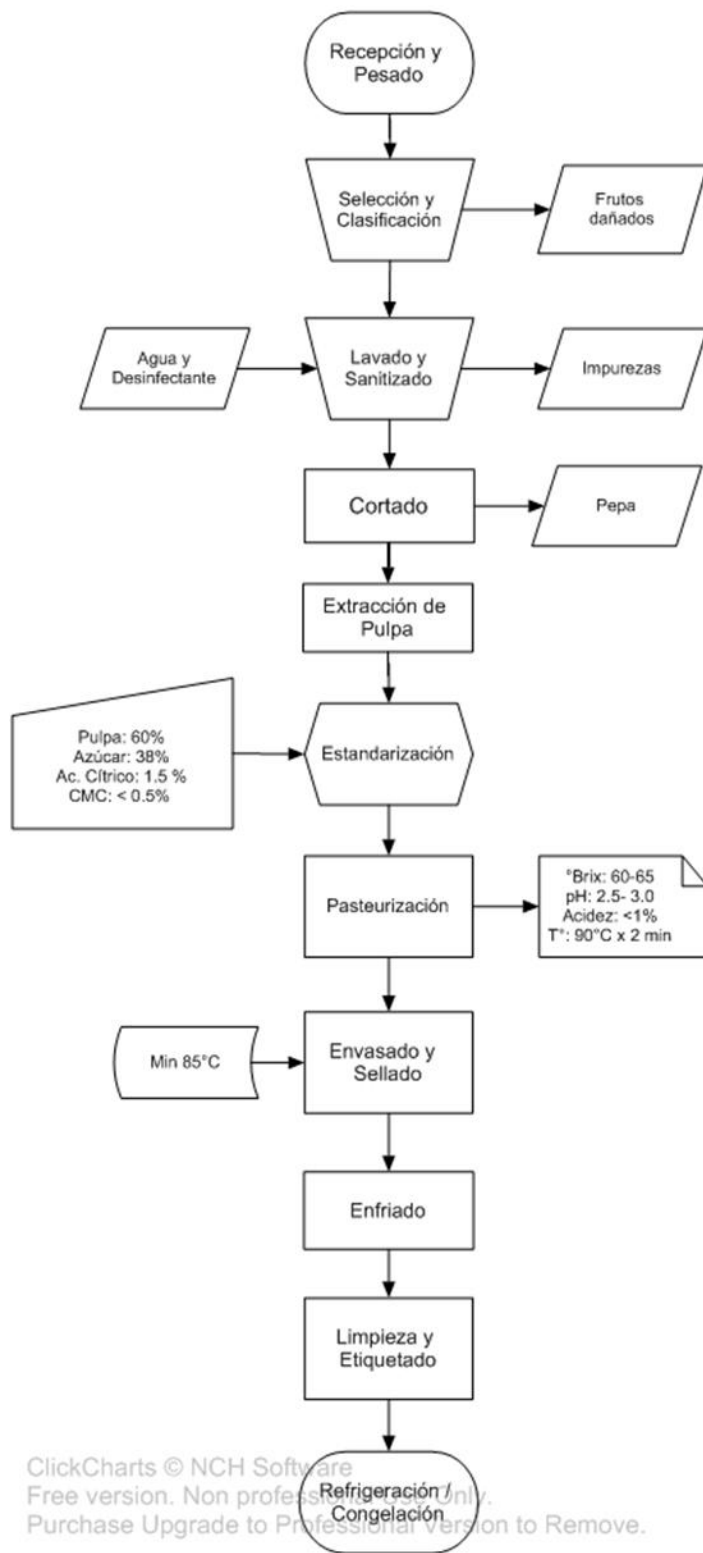 Recepción y
Pesado
Selección y
Clasificación
Frutos
dañados
Agua y
Desinfectante
Lavado y
Sanitizado
Impurezas
Cortado
Pepa
Extracción de
Pulpa
Pulpa: 60%
Azúcar: 38%
Ac. Cítrico: 1.5 %
CMC: < 0.5%
Estandarización
Pasteurización
°Brix: 60-65
pH: 2.5- 3.0
Acidez: <1%
T°: 90°C x 2 min
Min 85°C
Envasado y
Sellado
Enfriado
Limpieza y
Etiquetado
Refrigeración /
Congelación
ClickCharts © NCH Software
Free version. Non professional Use Only.
Purchase Upgrade to Professional Version to Remove.